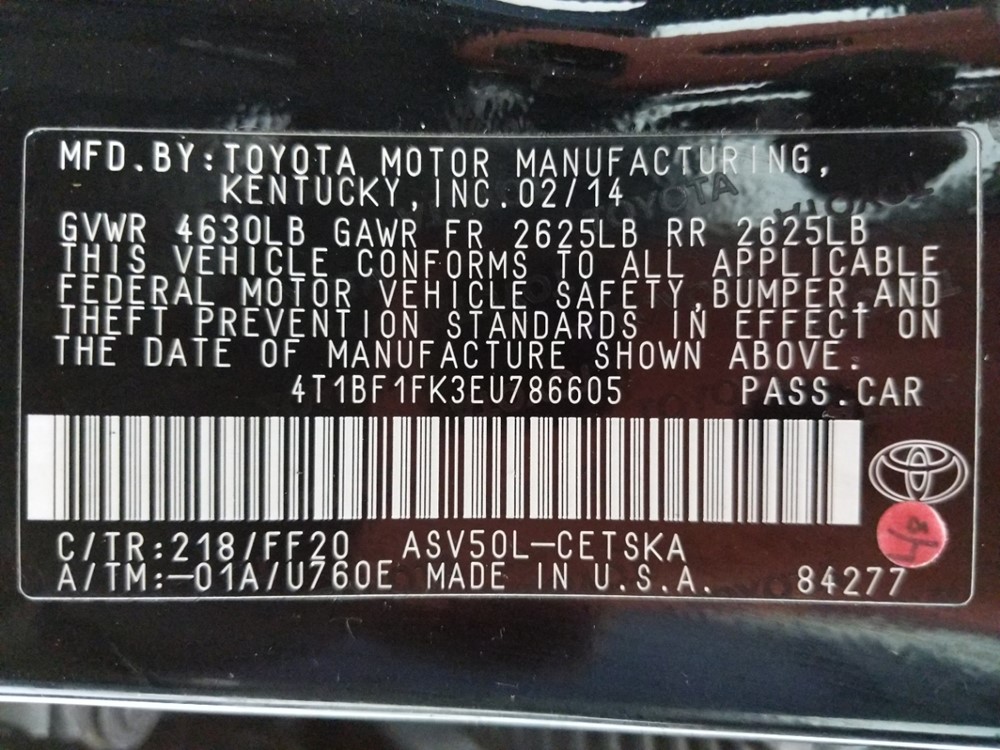 MFD.BY:TOYOTA MOTOR MANUFACTURING,
KENTUCKY, INC. 02/14
GVWR 4630LB GAWR FR 2625LB RR 2625LB
THIS VEHICLE CONFORMS TO ALL APPLICABLE
FEDERAL MOTOR VEHICLE SAFETY,BUMPER,AND
THEFT PREVENTION STANDARDS IN EFFECT ON
THE DATE OF MANUFACTURE SHOWN ABOVE.
4T1BF1FK3EU786605 PASS.CAR
C/TR:218/FF20 ASV50L-CETSKA
A/TM:-01A/U760E MADE IN U.S.A. 84277